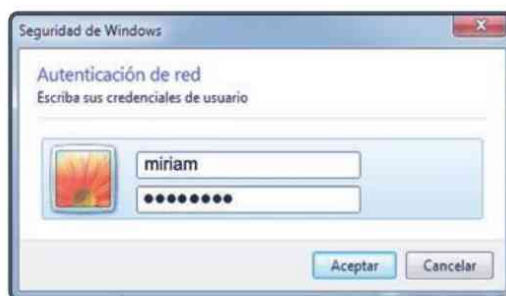 Seguridad de Windows
Autenticación de red
Escriba sus credenciales de usuario
miriam
●●●●●●●●
Aceptar
Cancelar